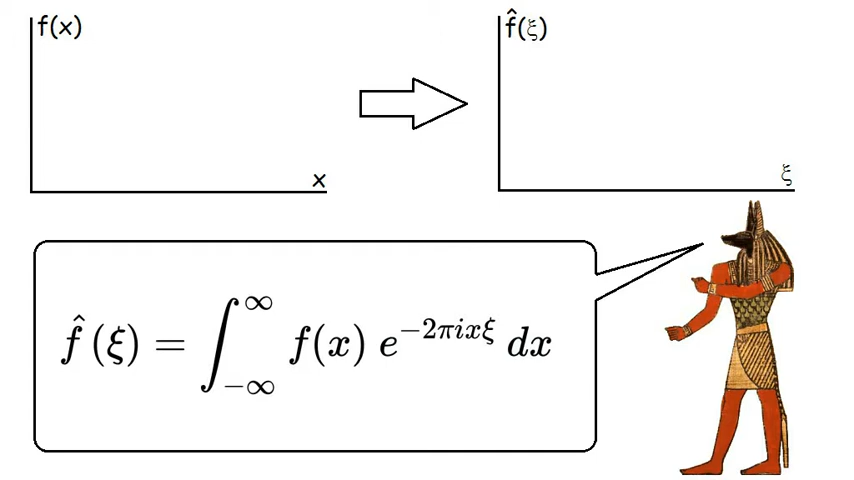 f(x)
x
f̂(ξ)
ξ
f̂(ξ) = ∫_{-∞}^{∞} f(x) e^{-2πixξ} dx